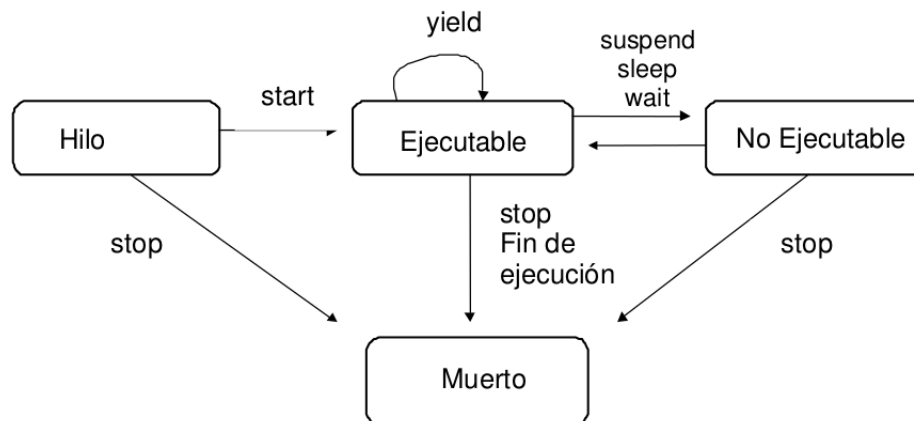 yield
suspend
sleep
wait
start
Hilo
Ejecutable
No Ejecutable
stop
stop
Fin de
ejecución
stop
Muerto